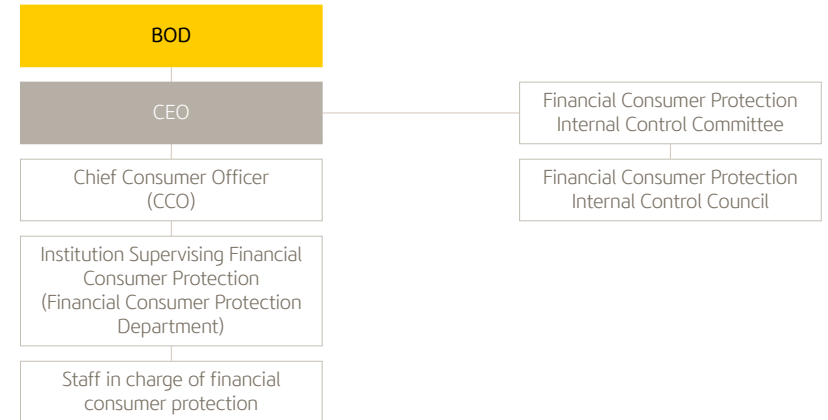 BOD
CEO
Financial Consumer Protection
Internal Control Committee
Chief Consumer Officer
(CCO)
Financial Consumer Protection
Internal Control Council
Institution Supervising Financial
Consumer Protection
(Financial Consumer Protection
Department)
Staff in charge of financial
consumer protection